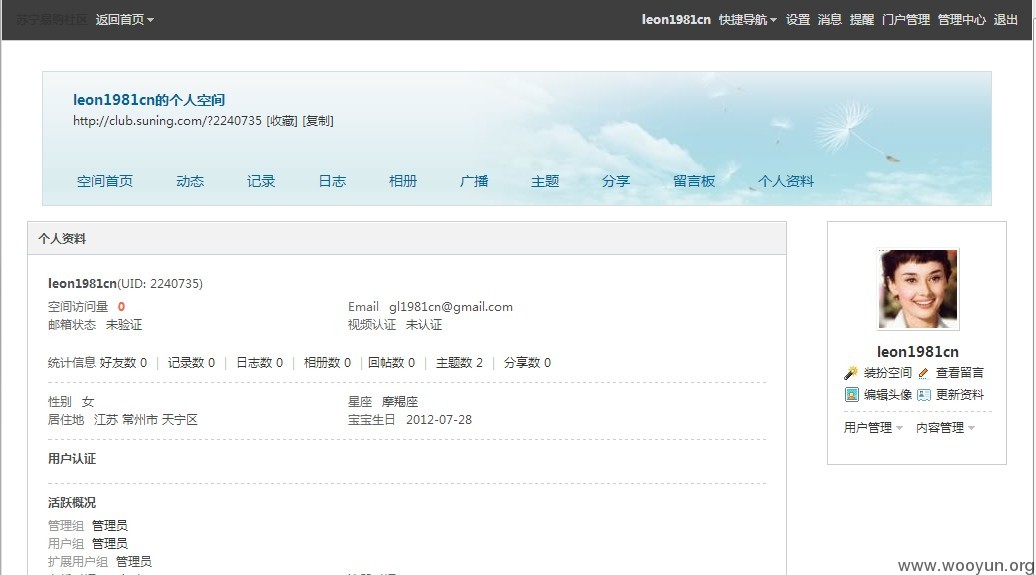 苏宁易购社区 返回首页 leon1981cn 快捷导航 设置 消息 提醒 门户管理 管理中心 退出
leon1981cn的个人空间
http://club.suning.com/?2240735 [收藏] [复制]
空间首页 动态 记录 日志 相册 广播 主题 分享 留言板 个人资料
个人资料
leon1981cn(UID: 2240735)
空间访问量 0 Email gl1981cn@gmail.com
邮箱状态 未验证 视频认证 未认证
统计信息 好友数 0 | 记录数 0 | 日志数 0 | 相册数 0 | 回帖数 0 | 主题数 2 | 分享数 0
性别 女 星座 摩羯座
居住地 江苏 常州市 天宁区 宝宝生日 2012-07-28
用户认证
活跃概况
管理组 管理员
用户组 管理员
扩展用户组 管理员
leon1981cn
装扮空间 查看留言
编辑头像 更新资料
用户管理 内容管理
www.wooyun.org